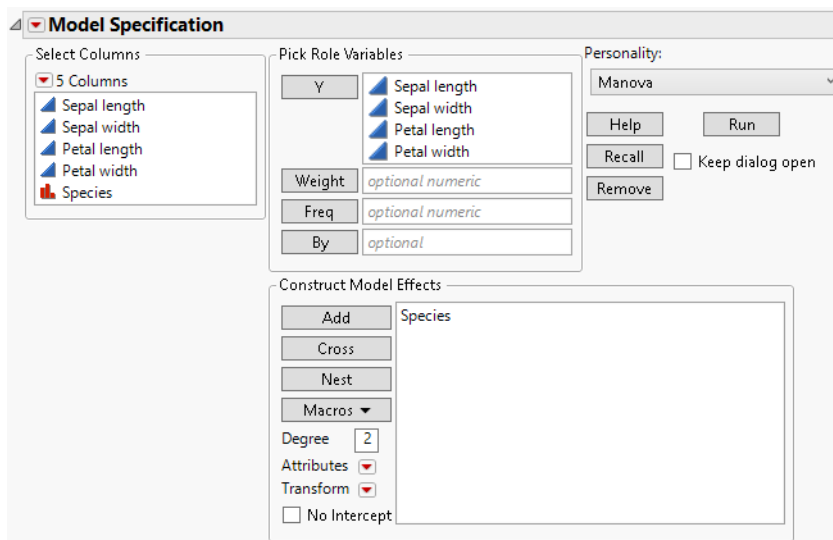 Model Specification
Select Columns
5 Columns
Sepal length
Sepal width
Petal length
Petal width
Species
Pick Role Variables
Y
Sepal length
Sepal width
Petal length
Petal width
Weight
optional numeric
Freq
optional numeric
By
optional
Personality:
Manova
Help
Run
Recall
Keep dialog open
Remove
Construct Model Effects
Add
Species
Cross
Nest
Macros
Degree 2
Attributes
Transform
No Intercept